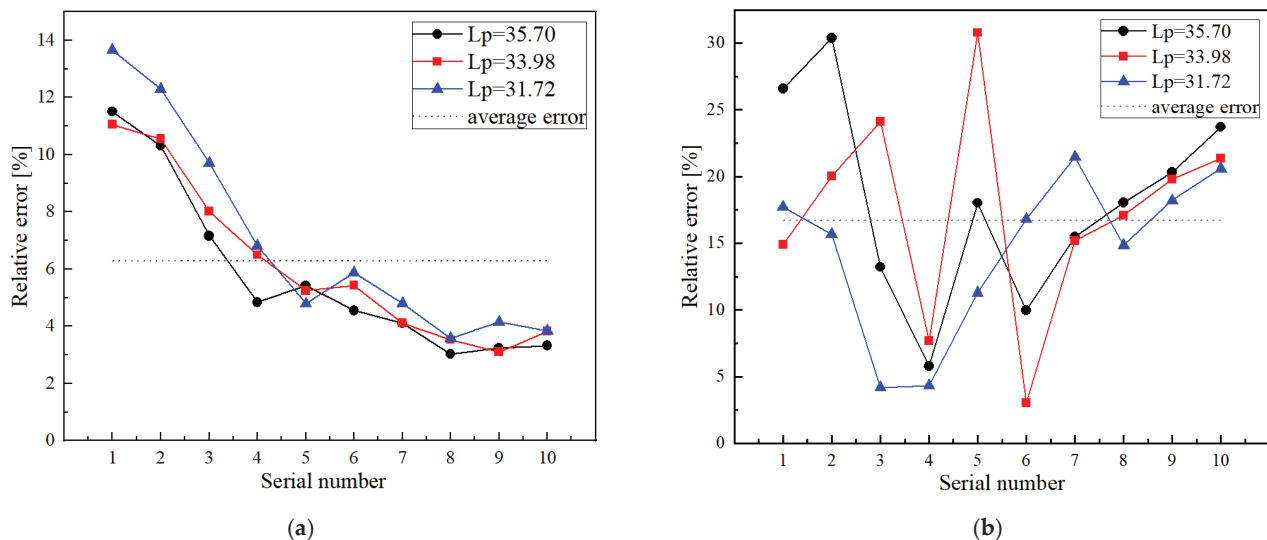 Lp=35.70
Lp=33.98
Lp=31.72
average error
Relative error [%]
14
12
10
8
6
4
2
0
1 2 3 4 5 6 7 8 9 10
Serial number
(a)
Lp=35.70
Lp=33.98
Lp=31.72
average error
Relative error [%]
30
25
20
15
10
5
0
1 2 3 4 5 6 7 8 9 10
Serial number
(b)